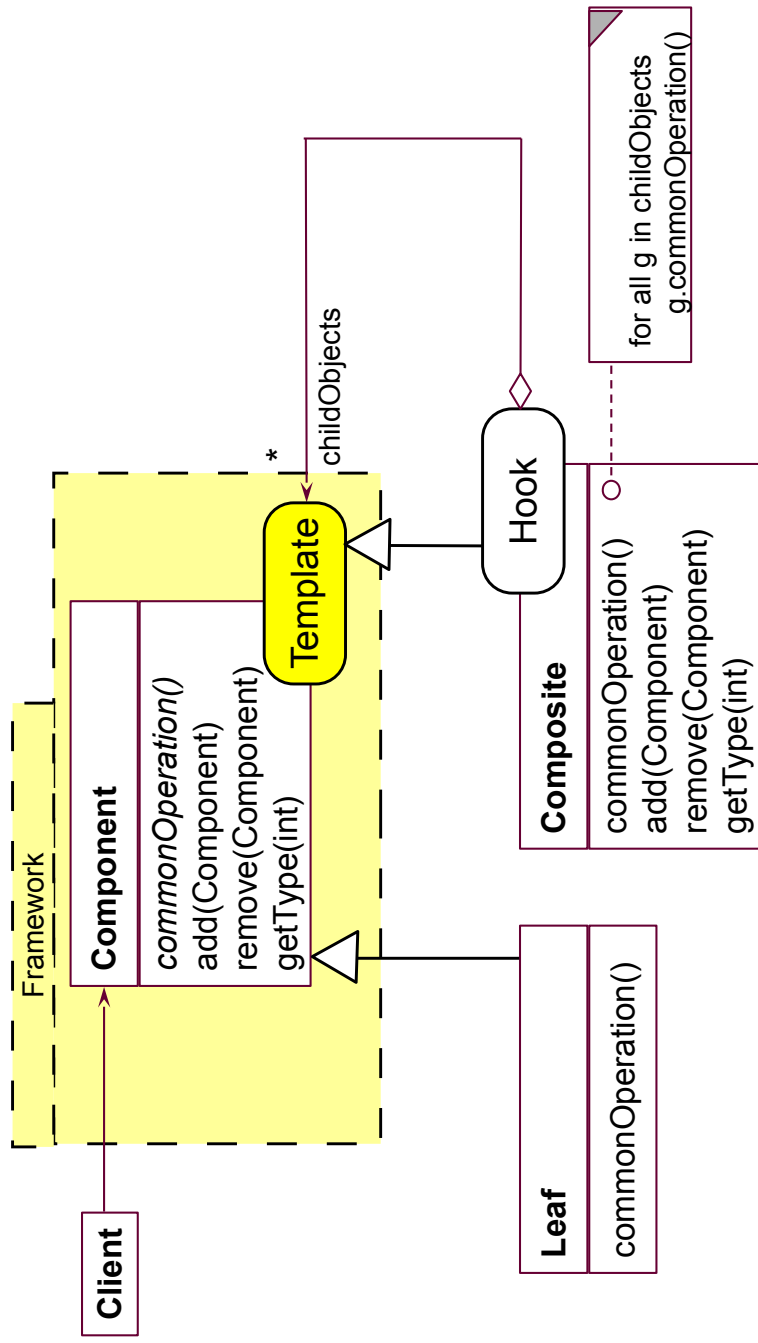 Framework
Client
Component
commonOperation()
add(Component)
remove(Component)
getType(int)
Template
*
childObjects
Leaf
commonOperation()
Hook
Composite
commonOperation()
add(Component)
remove(Component)
getType(int)
for all g in childObjects
g.commonOperation()